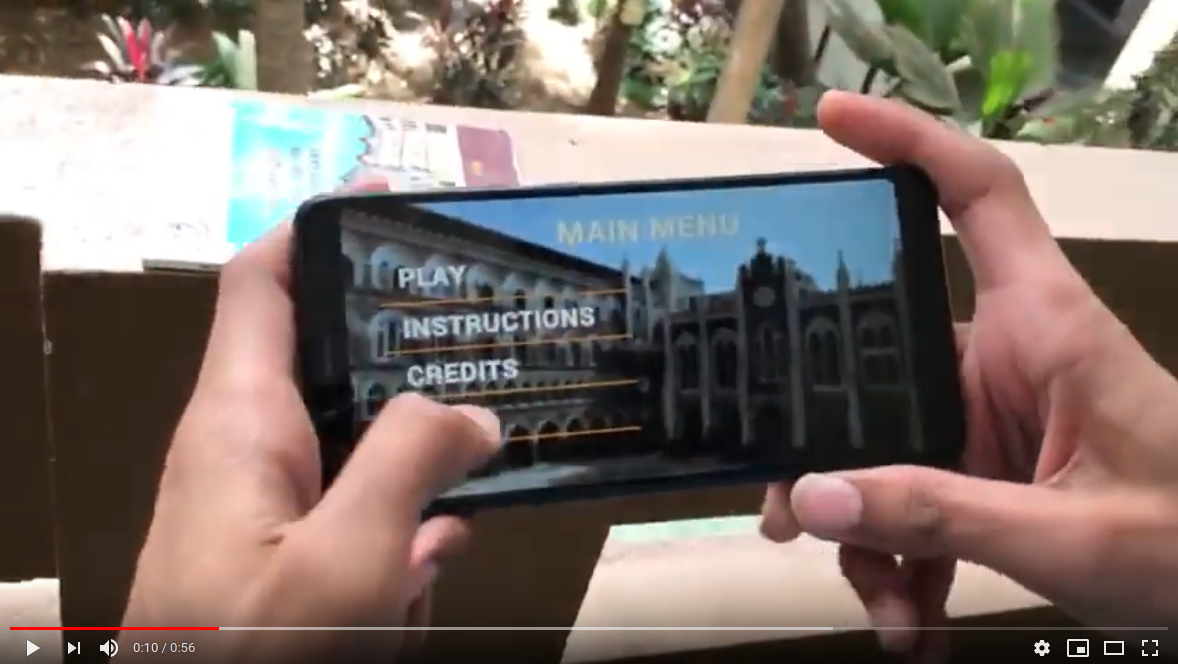 MAIN MENU
PLAY
INSTRUCTIONS
CREDITS
0:10 / 0:56